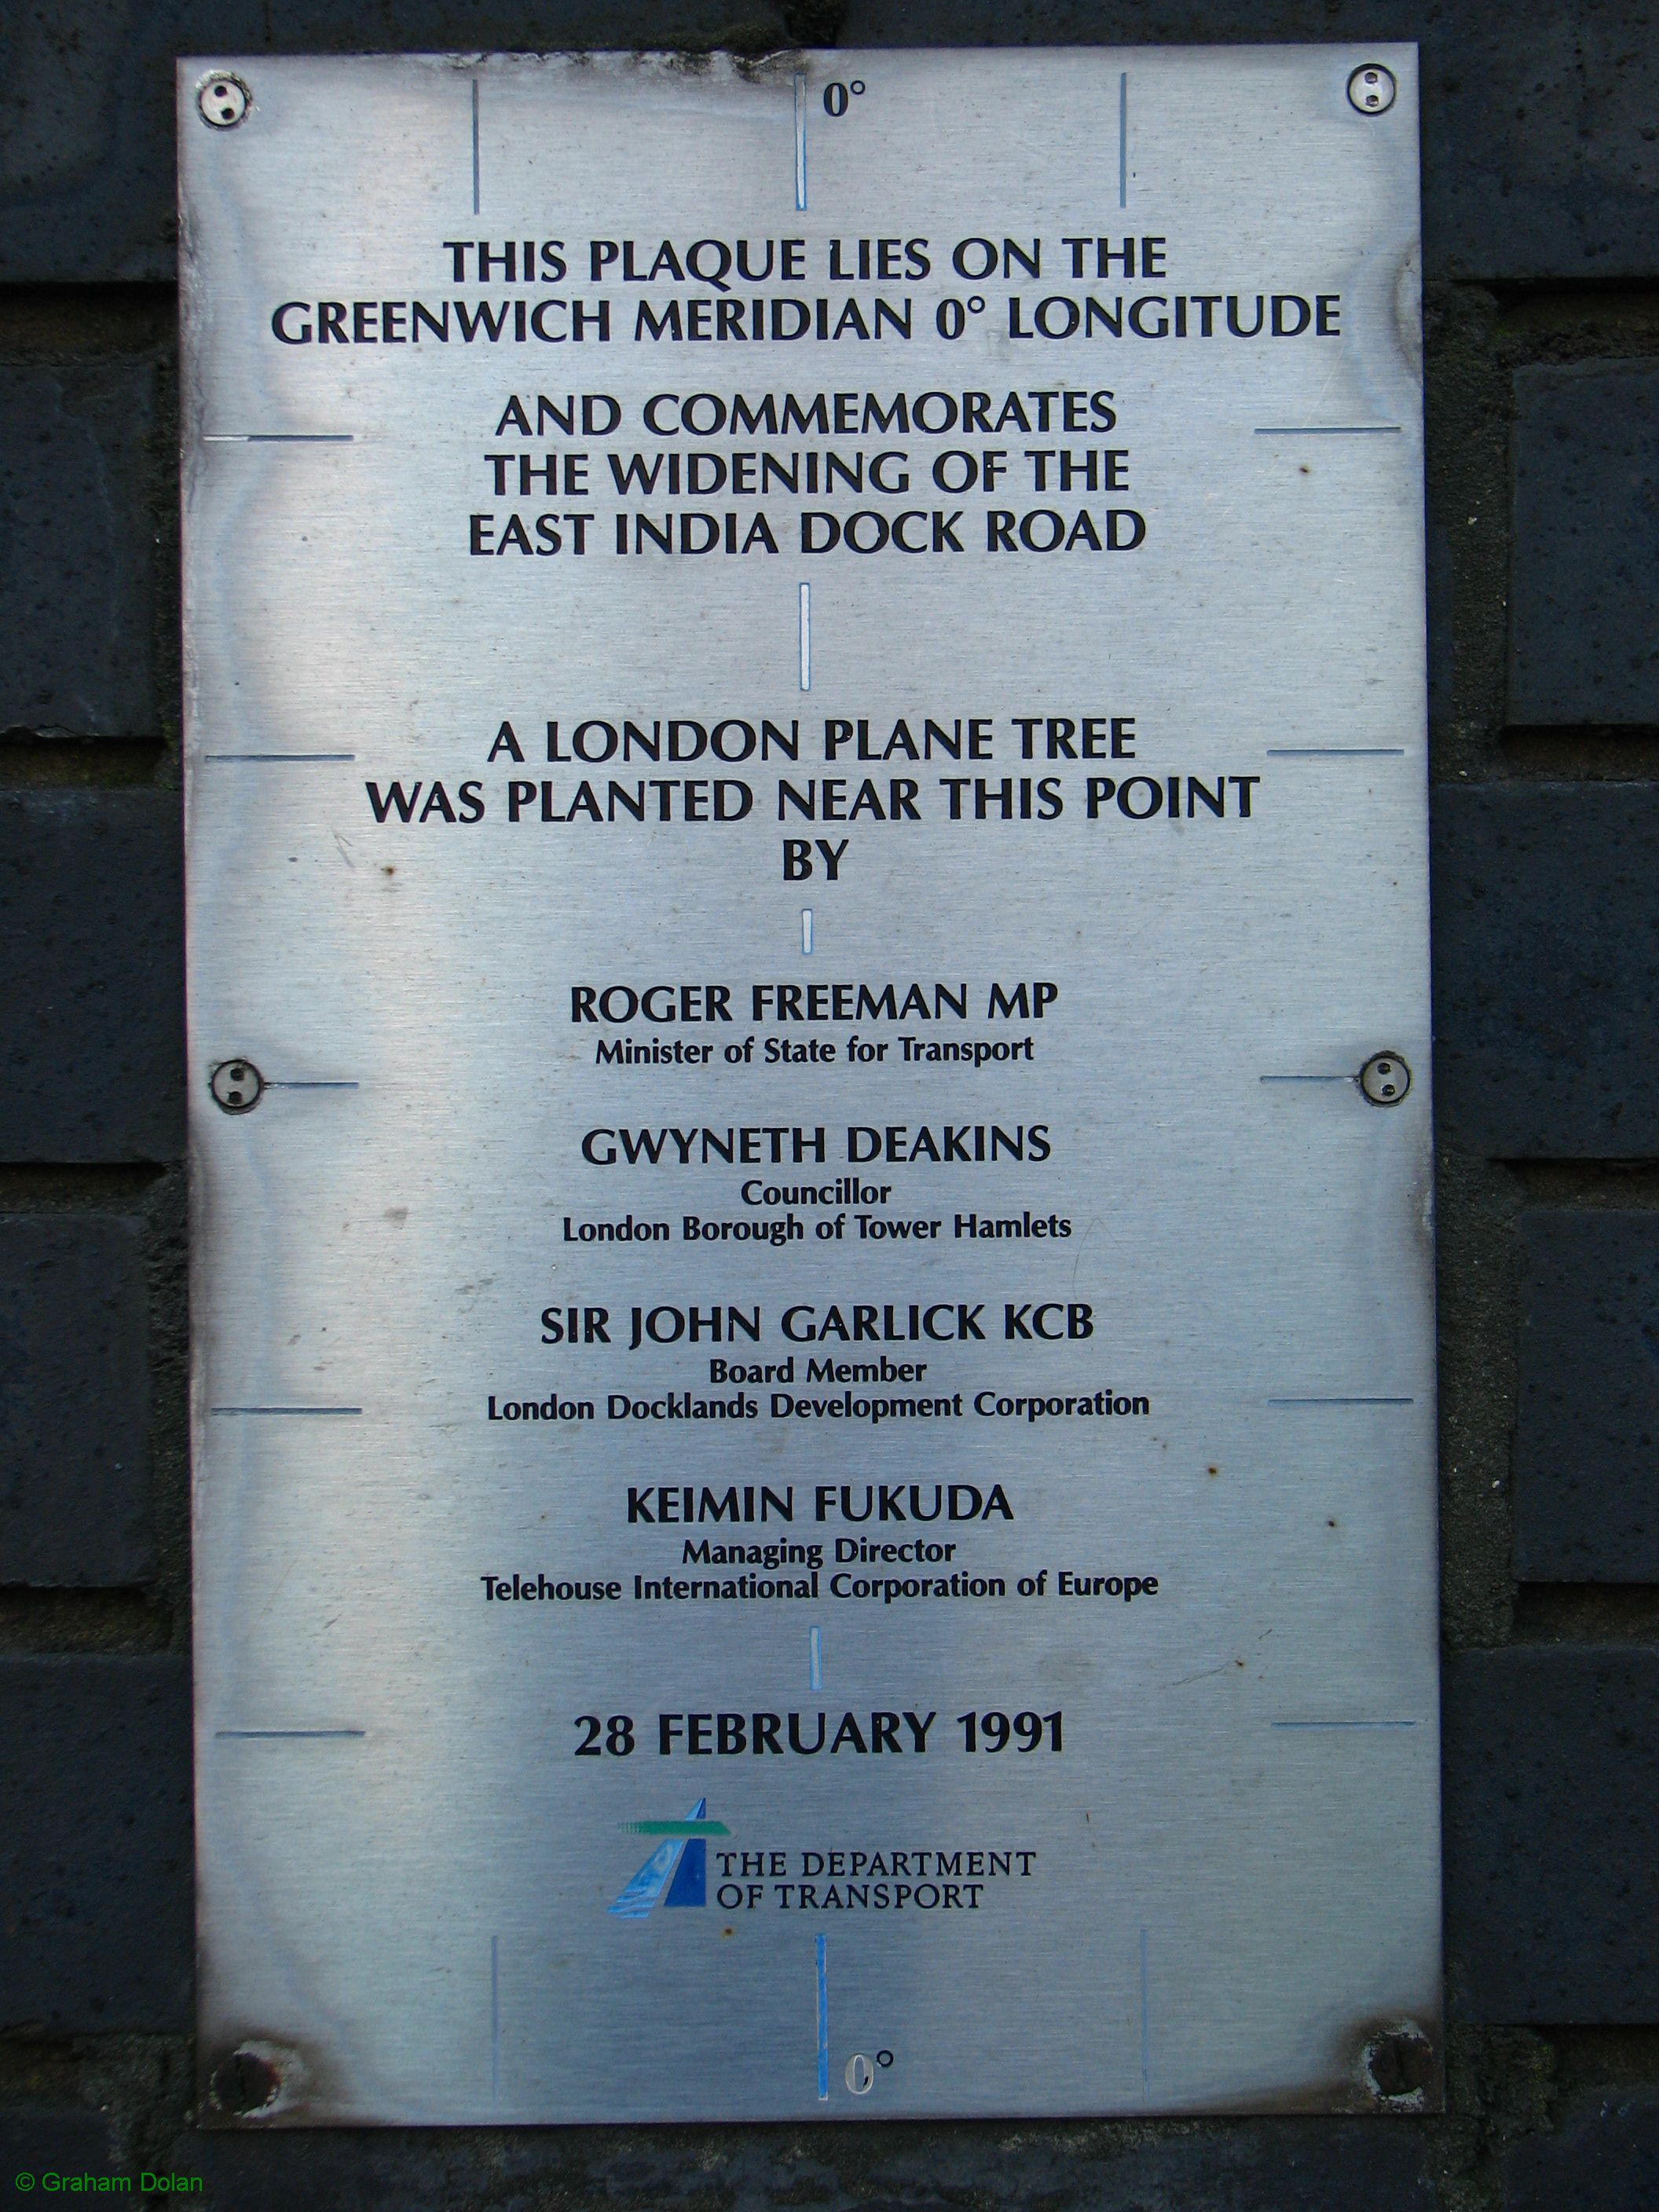 0°
THIS PLAQUE LIES ON THE
GREENWICH MERIDIAN 0° LONGITUDE
AND COMMEMORATES
THE WIDENING OF THE
EAST INDIA DOCK ROAD
A LONDON PLANE TREE
WAS PLANTED NEAR THIS POINT
BY
ROGER FREEMAN MP
Minister of State for Transport
GWYNETH DEAKINS
Councillor
London Borough of Tower Hamlets
SIR JOHN GARLICK KCB
Board Member
London Docklands Development Corporation
KEIMIN FUKUDA
Managing Director
Telehouse International Corporation of Europe
28 FEBRUARY 1991
THE DEPARTMENT
OF TRANSPORT
0°
© Graham Dolan